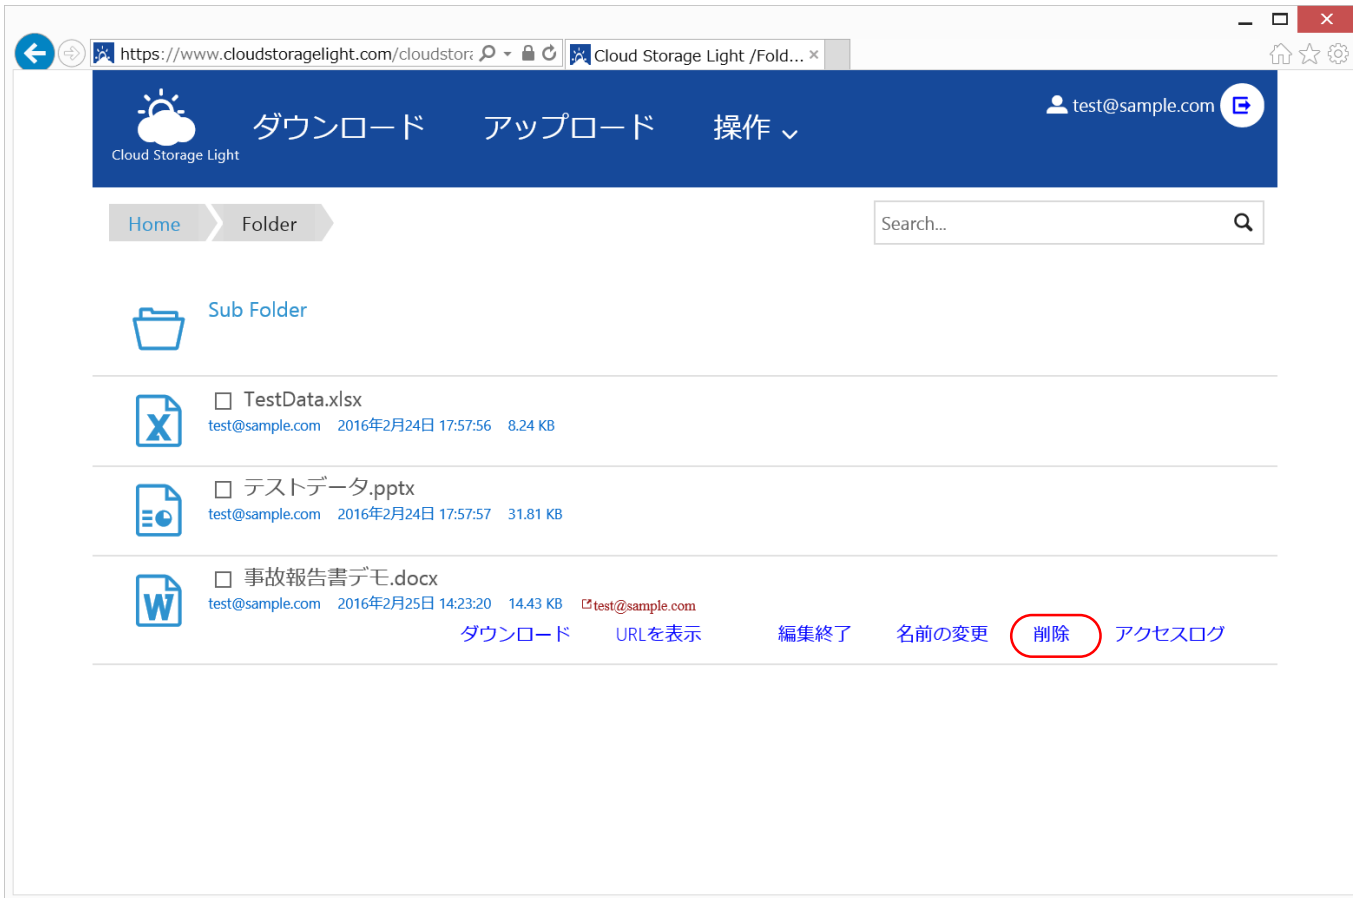 https://www.cloudstoragelight.com/cloudstora
Cloud Storage Light /Fold...
Cloud Storage Light
ダウンロード アップロード 操作
test@sample.com
Home Folder
Search...
Sub Folder
TestData.xlsx
test@sample.com 2016年2月24日 17:57:56 8.24 KB
テストデータ.pptx
test@sample.com 2016年2月24日 17:57:57 31.81 KB
事故報告書デモ.docx
test@sample.com 2016年2月25日 14:23:20 14.43 KB test@sample.com
ダウンロード URLを表示 編集終了 名前の変更 削除 アクセスログ